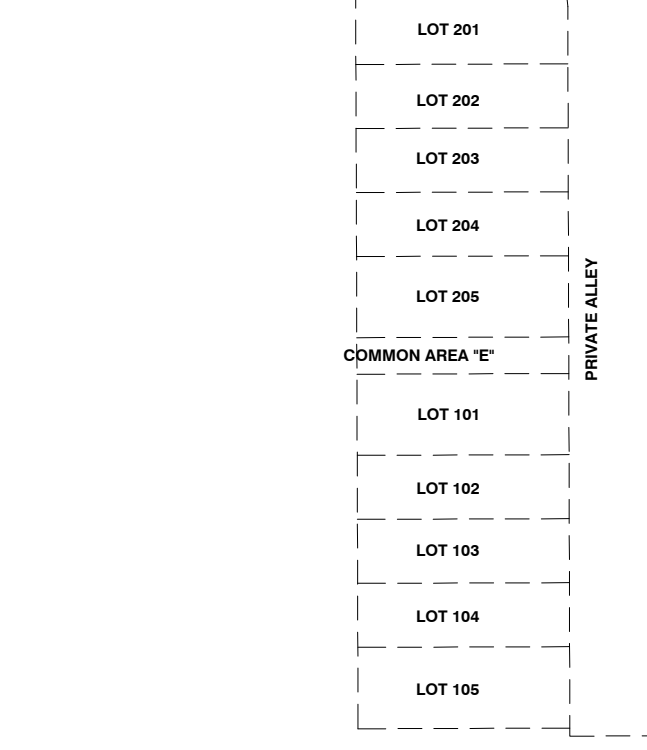 LOT 201
LOT 202
LOT 203
LOT 204
LOT 205
COMMON AREA "E"
LOT 101
LOT 102
LOT 103
LOT 104
LOT 105
PRIVATE ALLEY